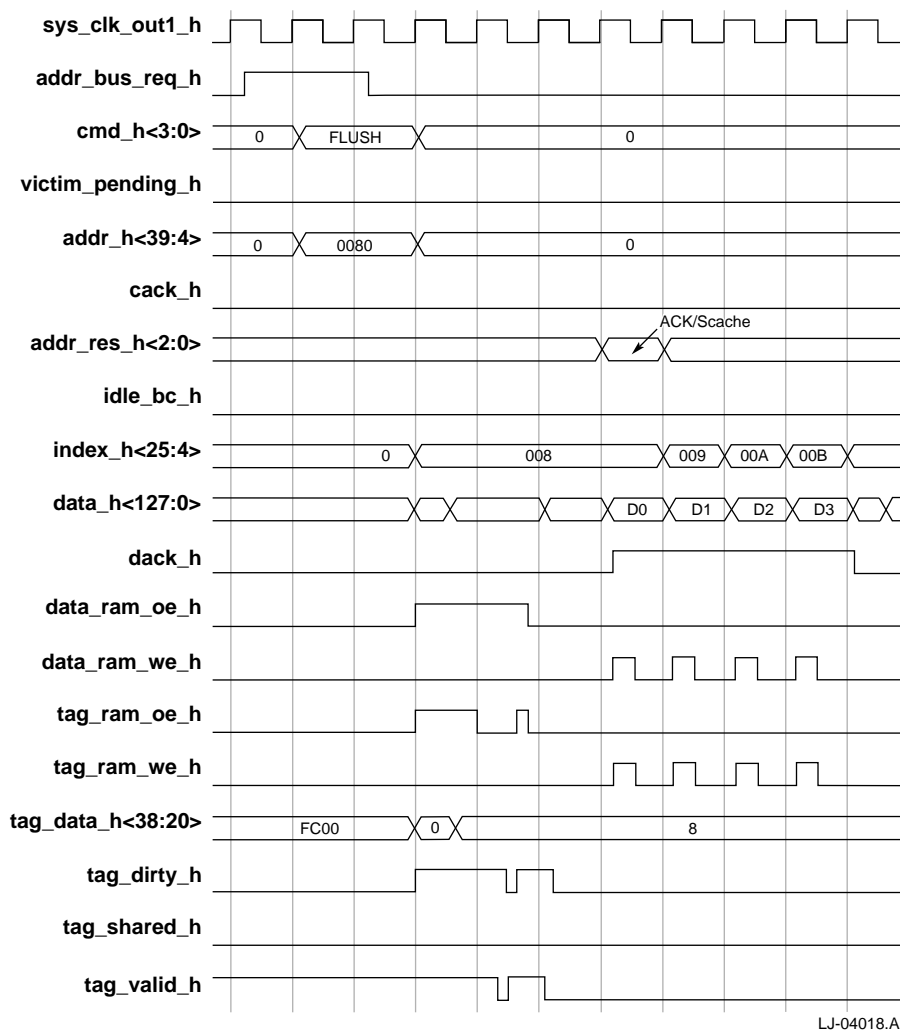 sys_clk_out1_h
addr_bus_req_h
cmd_h<3:0> 0 FLUSH 0
victim_pending_h
addr_h<39:4> 0 0080 0
cack_h
ACK/Scache
addr_res_h<2:0>
idle_bc_h
index_h<25:4> 0 008 009 00A 00B
data_h<127:0> D0 D1 D2 D3
dack_h
data_ram_oe_h
data_ram_we_h
tag_ram_oe_h
tag_ram_we_h
tag_data_h<38:20> FC00 0 8
tag_dirty_h
tag_shared_h
tag_valid_h
LJ-04018.A